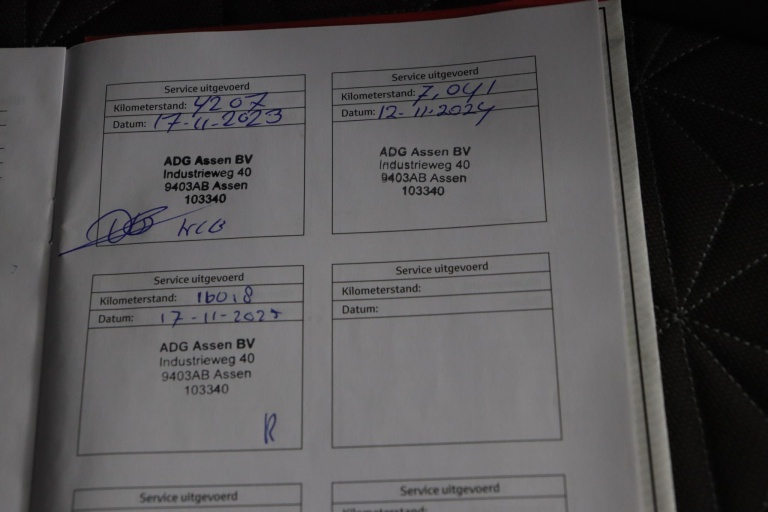 Service uitgevoerd
Kilometerstand: 4207
Datum: 17-11-2023
ADG Assen BV
Industrieweg 40
9403AB Assen
103340
Service uitgevoerd
Kilometerstand: 7,041
Datum: 12-11-2024
ADG Assen BV
Industrieweg 40
9403AB Assen
103340
Service uitgevoerd
Kilometerstand: 16018
Datum: 17-11-2025
ADG Assen BV
Industrieweg 40
9403AB Assen
103340
R
Service uitgevoerd
Kilometerstand:
Datum:
Service uitgevoerd
Service uitgevoerd
Kilometerstand: